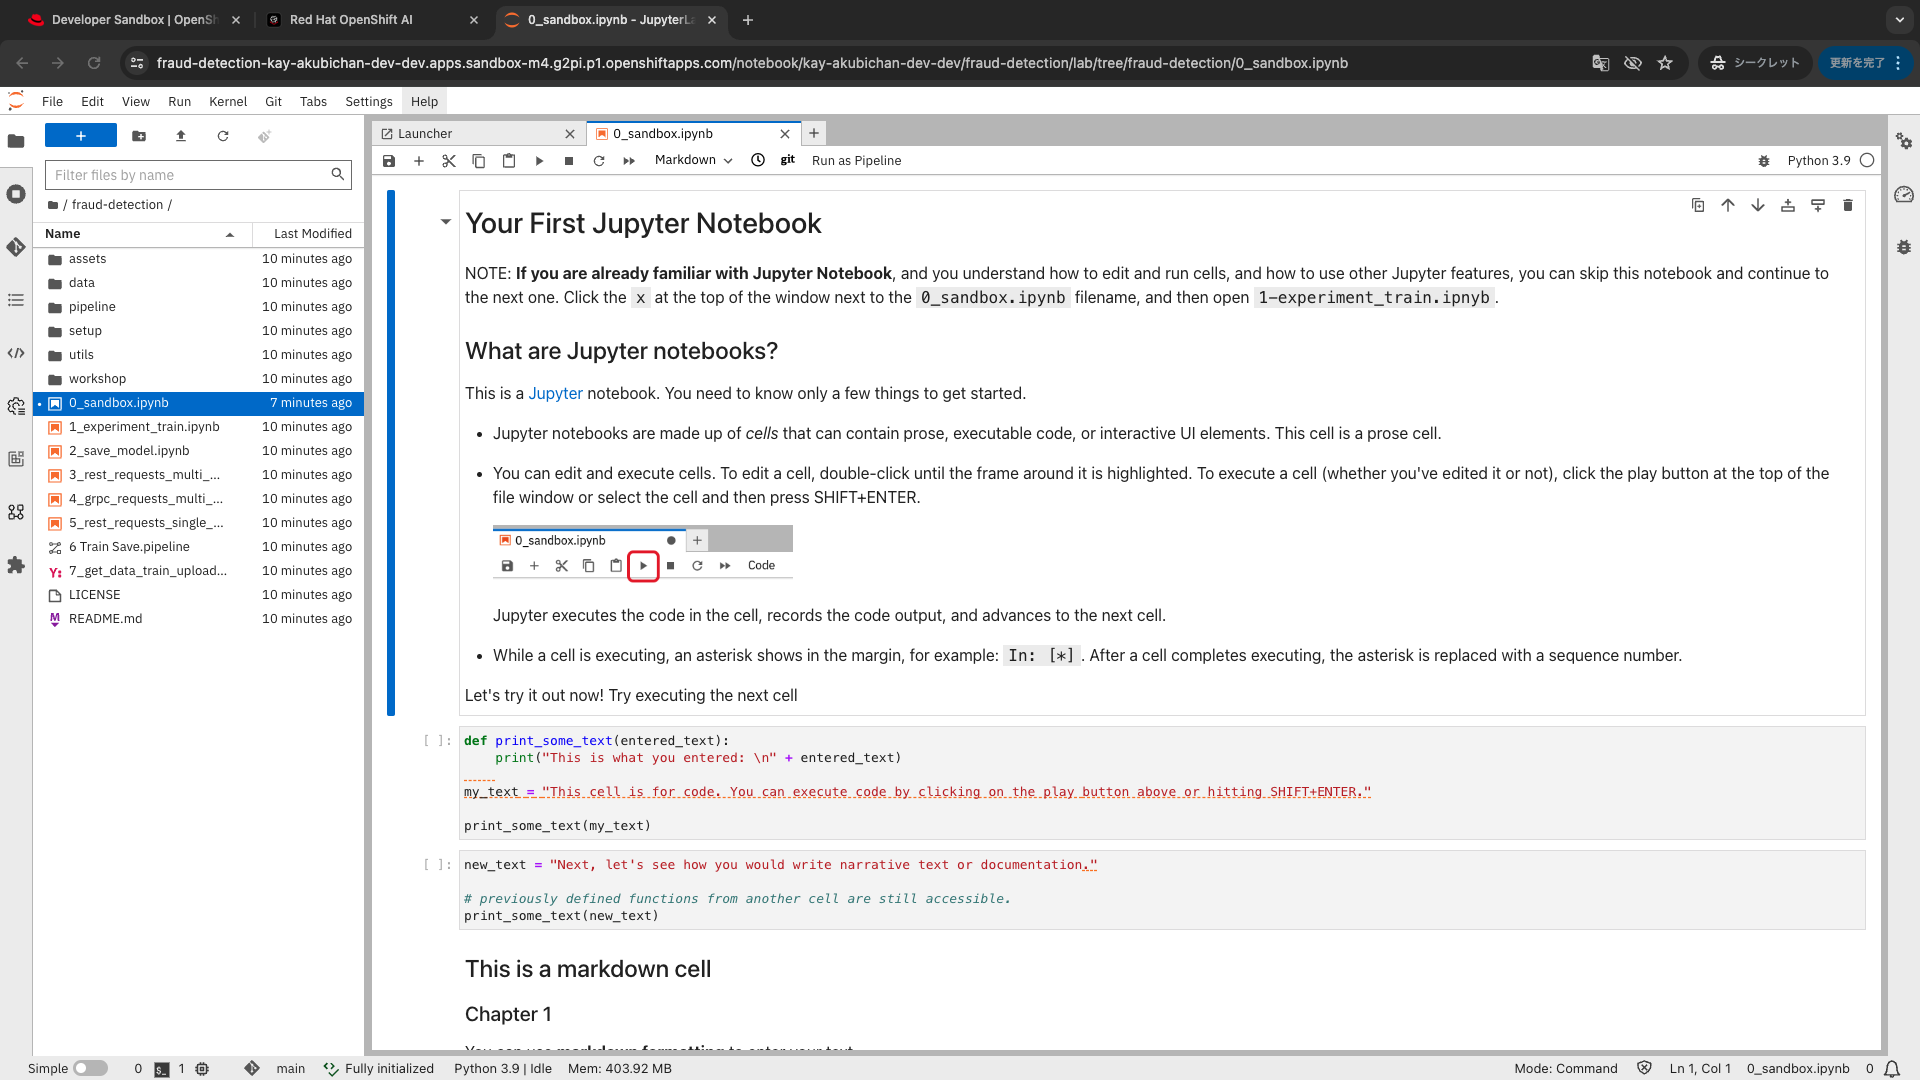 Developer Sandbox | OpenSh
Red Hat OpenShift AI
0_sandbox.ipynb - JupyterLa
fraud-detection-kay-akubichan-dev-dev.apps.sandbox-m4.g2pi.p1.openshiftapps.com/notebook/kay-akubichan-dev-dev/fraud-detection/lab/tree/fraud-detection/0_sandbox.ipynb
シークレット
更新を完了
File Edit View Run Kernel Git Tabs Settings Help
Filter files by name
/ fraud-detection /
Name Last Modified
assets 10 minutes ago
data 10 minutes ago
pipeline 10 minutes ago
setup 10 minutes ago
utils 10 minutes ago
workshop 10 minutes ago
0_sandbox.ipynb 7 minutes ago
1_experiment_train.ipynb 10 minutes ago
2_save_model.ipynb 10 minutes ago
3_rest_requests_multi_... 10 minutes ago
4_grpc_requests_multi_... 10 minutes ago
5_rest_requests_single_... 10 minutes ago
6 Train Save.pipeline 10 minutes ago
Y: 7_get_data_train_upload... 10 minutes ago
LICENSE 10 minutes ago
README.md 10 minutes ago
Launcher
0_sandbox.ipynb
Markdown git Run as Pipeline Python 3.9
Your First Jupyter Notebook
NOTE: If you are already familiar with Jupyter Notebook, and you understand how to edit and run cells, and how to use other Jupyter features, you can skip this notebook and continue to
the next one. Click the x at the top of the window next to the 0_sandbox.ipynb filename, and then open 1-experiment_train.ipnyb.
What are Jupyter notebooks?
This is a Jupyter notebook. You need to know only a few things to get started.
• Jupyter notebooks are made up of cells that can contain prose, executable code, or interactive UI elements. This cell is a prose cell.
• You can edit and execute cells. To edit a cell, double-click until the frame around it is highlighted. To execute a cell (whether you've edited it or not), click the play button at the top of the
file window or select the cell and then press SHIFT+ENTER.
0_sandbox.ipynb
Code
Jupyter executes the code in the cell, records the code output, and advances to the next cell.
• While a cell is executing, an asterisk shows in the margin, for example: In: [*]. After a cell completes executing, the asterisk is replaced with a sequence number.
Let's try it out now! Try executing the next cell
[ ]: def print_some_text(entered_text):
print("This is what you entered: \n" + entered_text)
my_text = "This cell is for code. You can execute code by clicking on the play button above or hitting SHIFT+ENTER."
print_some_text(my_text)
[ ]: new_text = "Next, let's see how you would write narrative text or documentation."
# previously defined functions from another cell are still accessible.
print_some_text(new_text)
This is a markdown cell
Chapter 1
You can use markdown formatting to enter your text.
Simple 0 1 main Fully initialized Python 3.9 | Idle Mem: 403.92 MB Mode: Command Ln 1, Col 1 0_sandbox.ipynb 0